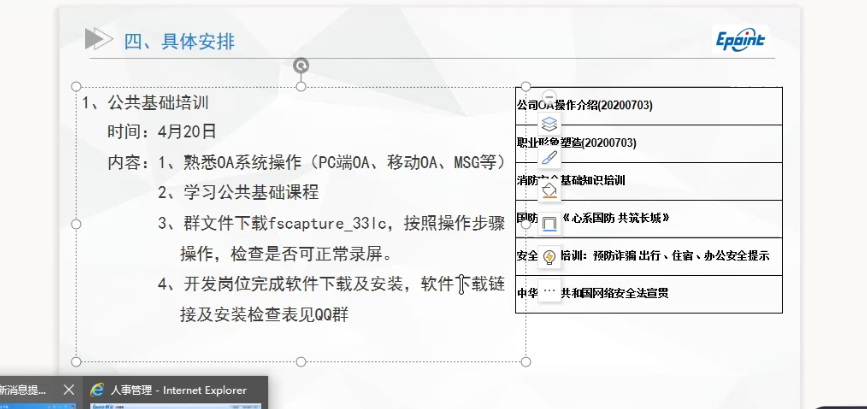 四、具体安排
Epoint
1、公共基础培训
时间：4月20日
内容：1、熟悉OA系统操作（PC端OA、移动OA、MSG等）
2、学习公共基础课程
3、群文件下载fscapture_33lc，按照操作步骤
操作，检查是否可正常录屏。
4、开发岗位完成软件下载及安装，软件下载链
接及安装检查表见QQ群
公司OA操作介绍(20200703)
职业形象塑造(20200703)
消防安全基础知识培训
国防 《心系国防 共筑长城》
安全 培训：预防诈骗 出行、住宿、办公安全提示
中华 共和国网络安全法宣贯
新消息提...
人事管理 - Internet Explorer